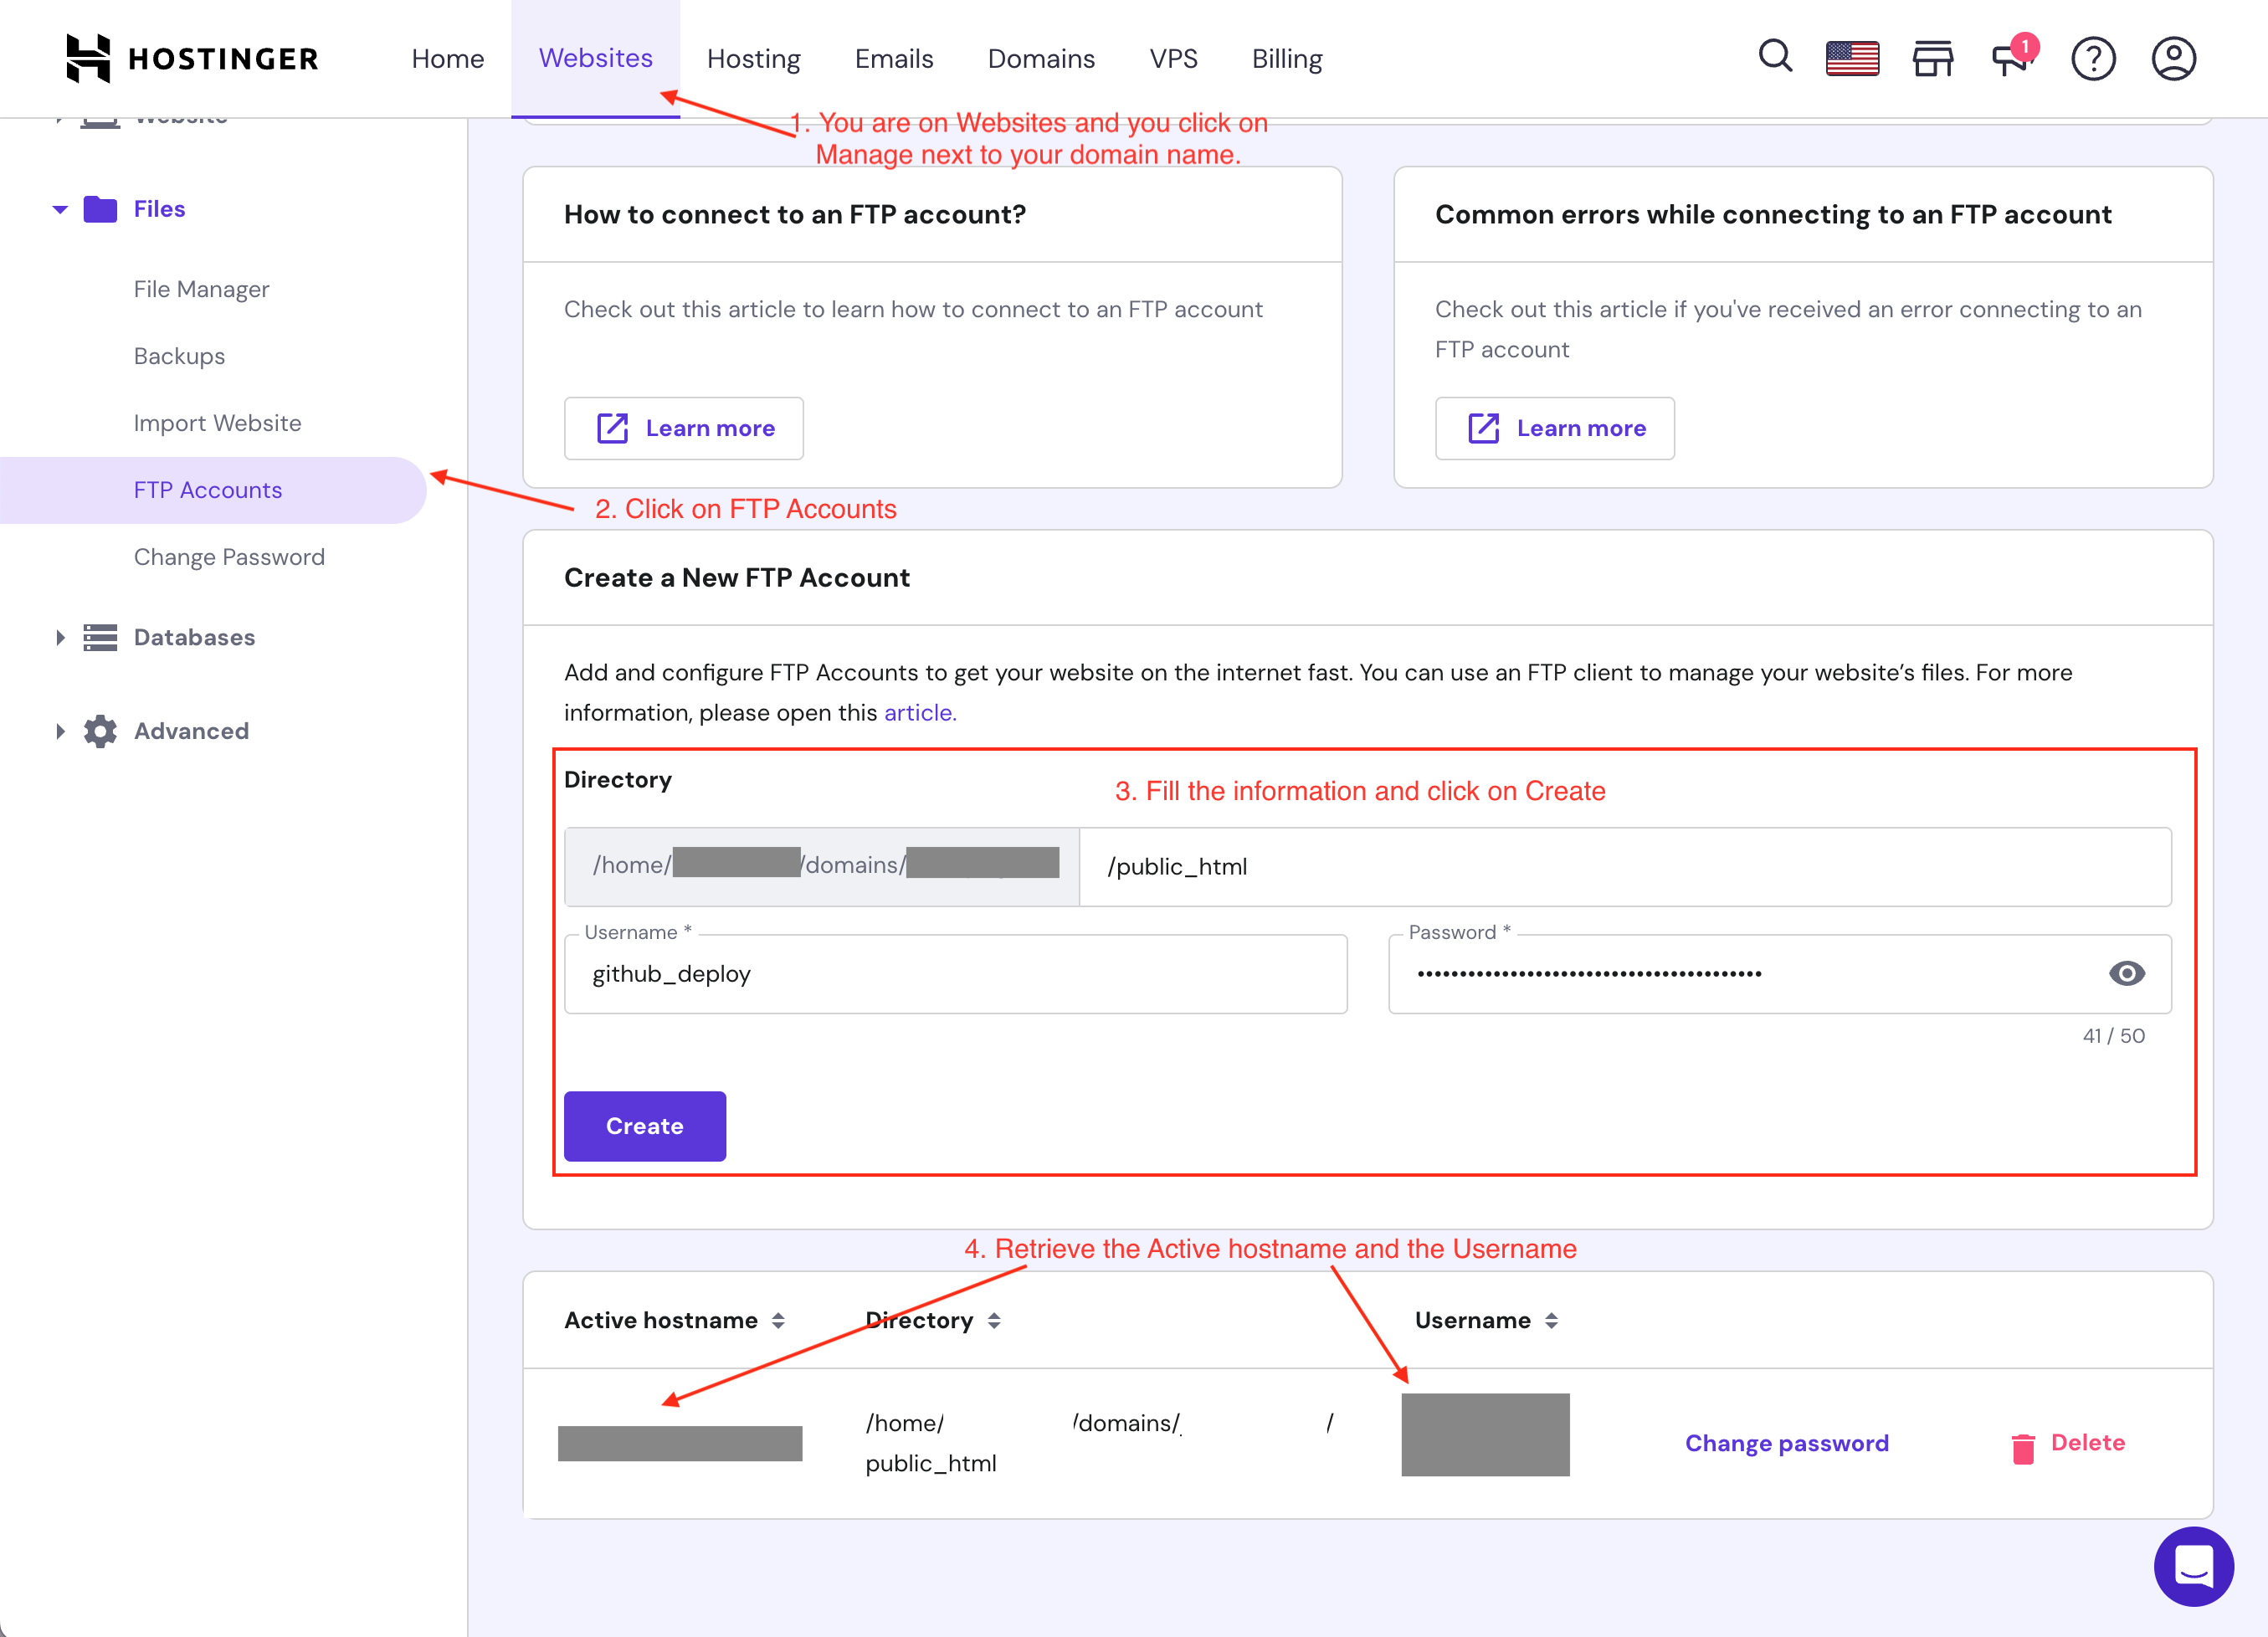 HOSTINGER
Home
Websites
Hosting
Emails
Domains
VPS
Billing
1
1. You are on Websites and you click on
Manage next to your domain name.
Website
Files
File Manager
Backups
Import Website
FTP Accounts
Change Password
Databases
Advanced
How to connect to an FTP account?
Check out this article to learn how to connect to an FTP account
Learn more
Common errors while connecting to an FTP account
Check out this article if you've received an error connecting to an
FTP account
Learn more
2. Click on FTP Accounts
Create a New FTP Account
Add and configure FTP Accounts to get your website on the internet fast. You can use an FTP client to manage your website’s files. For more
information, please open this article.
Directory
3. Fill the information and click on Create
/home/ /domains/
/public_html
Username *
github_deploy
Password *
•••••••••••••••••••••••••••••••••••••••••
41 / 50
Create
4. Retrieve the Active hostname and the Username
Active hostname
Directory
Username
/home/ /domains/ /
public_html
Change password
Delete